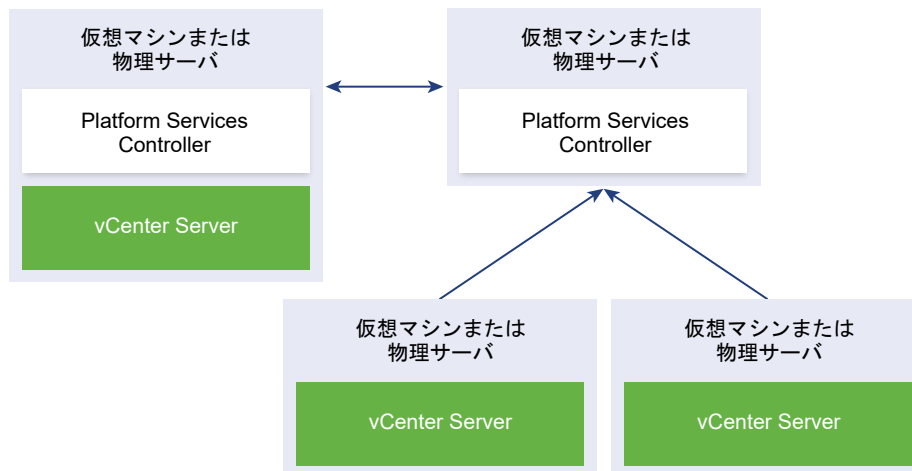 仮想マシンまたは
物理サーバ
Platform Services
Controller
vCenter Server
仮想マシンまたは
物理サーバ
Platform Services
Controller
仮想マシンまたは
物理サーバ
vCenter Server
仮想マシンまたは
物理サーバ
vCenter Server